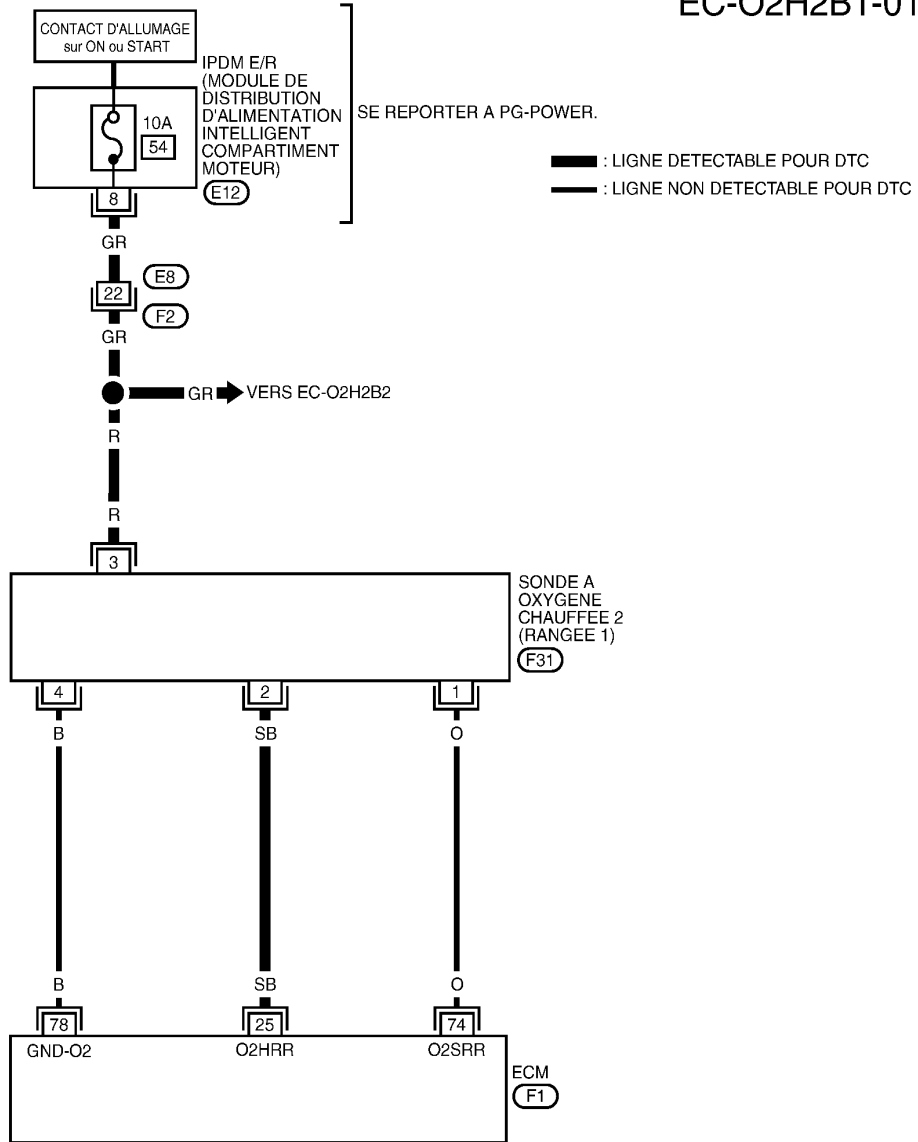 EC-O2H2B1-01
CONTACT D'ALLUMAGE
sur ON ou START
IPDM E/R
(MODULE DE
DISTRIBUTION
D'ALIMENTATION
INTELLIGENT
COMPARTIMENT
MOTEUR)
E12
10A
54
SE REPORTER A PG-POWER.
: LIGNE DETECTABLE POUR DTC
: LIGNE NON DETECTABLE POUR DTC
8
GR
E8
22
F2
GR
GR
VERS EC-O2H2B2
R
R
3
SONDE A
OXYGENE
CHAUFFEE 2
(RANGEE 1)
F31
4
2
1
B
SB
O
B
SB
O
78
25
74
GND-O2
O2HRR
O2SRR
ECM
F1